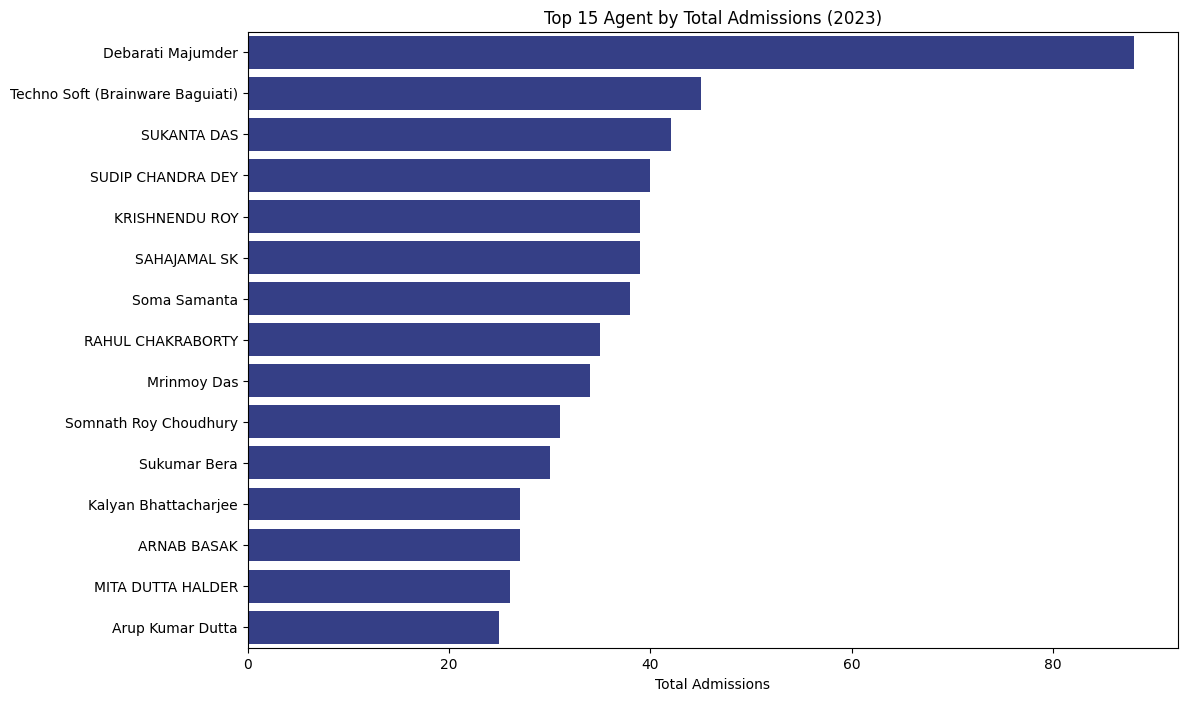 Top 15 Agent by Total Admissions (2023)
Debarati Majumder
Techno Soft (Brainware Baguiati)
SUKANTA DAS
SUDIP CHANDRA DEY
KRISHNENDU ROY
SAHAJAMAL SK
Soma Samanta
RAHUL CHAKRABORTY
Mrinmoy Das
Somnath Roy Choudhury
Sukumar Bera
Kalyan Bhattacharjee
ARNAB BASAK
MITA DUTTA HALDER
Arup Kumar Dutta
0 20 40 60 80
Total Admissions